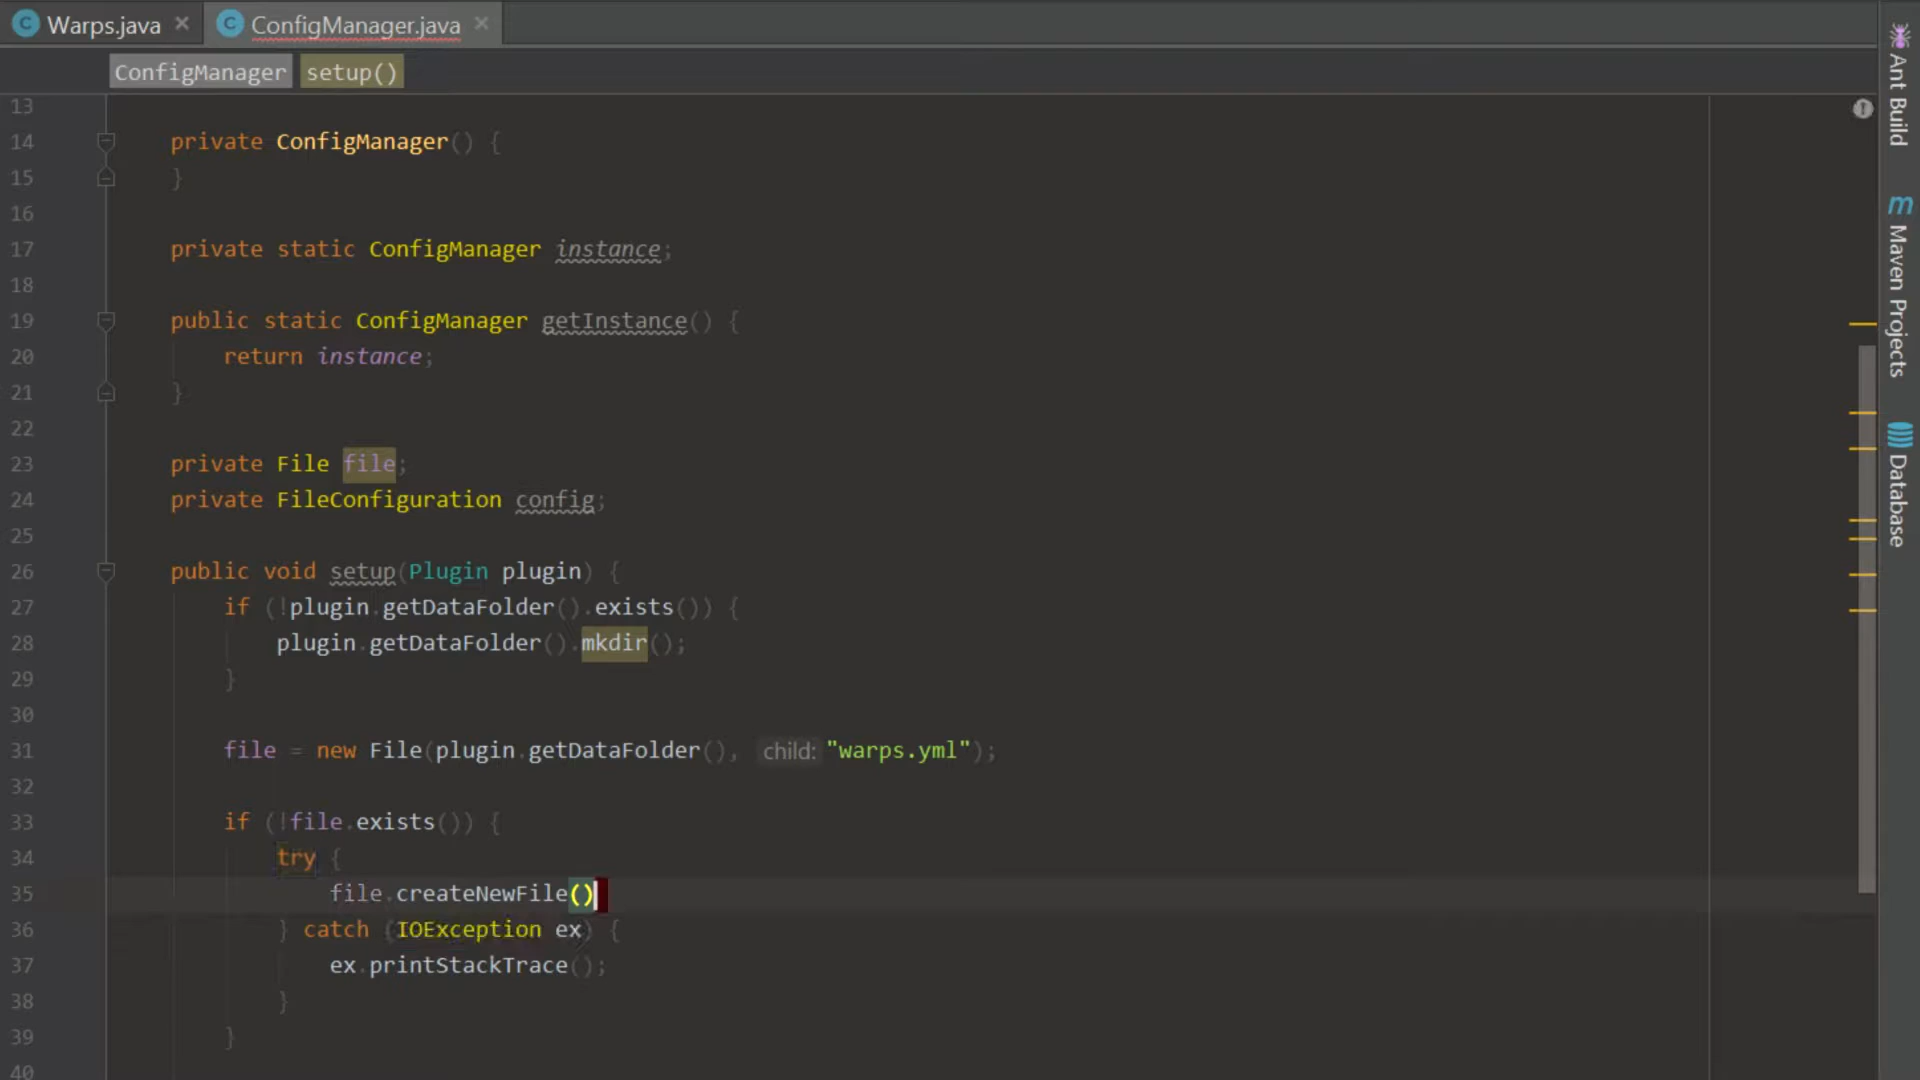 Warps.java
ConfigManager.java
ConfigManager setup()
13
14 private ConfigManager() {
15 }
16
17 private static ConfigManager instance;
18
19 public static ConfigManager getInstance() {
20 return instance;
21 }
22
23 private File file;
24 private FileConfiguration config;
25
26 public void setup(Plugin plugin) {
27 if (!plugin.getDataFolder().exists()) {
28 plugin.getDataFolder().mkdir();
29 }
30
31 file = new File(plugin.getDataFolder(), child: "warps.yml");
32
33 if (!file.exists()) {
34 try {
35 file.createNewFile()
36 } catch (IOException ex) {
37 ex.printStackTrace();
38 }
39 }
40
Ant Build
Maven Projects
Database